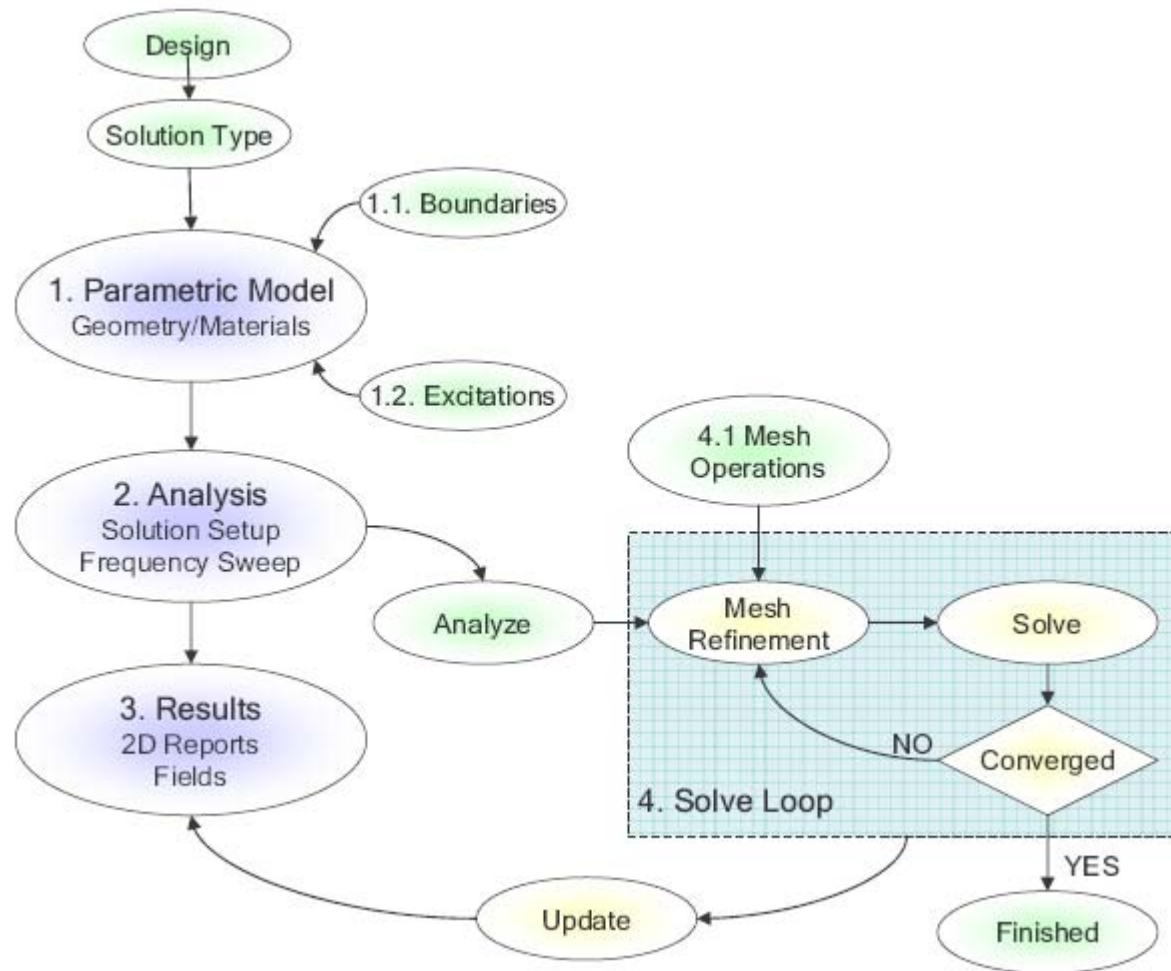 Design
Solution Type
1.1. Boundaries
1. Parametric Model
Geometry/Materials
1.2. Excitations
4.1 Mesh
Operations
2. Analysis
Solution Setup
Frequency Sweep
Analyze
Mesh
Refinement
Solve
3. Results
2D Reports
Fields
NO
Converged
4. Solve Loop
YES
Update
Finished